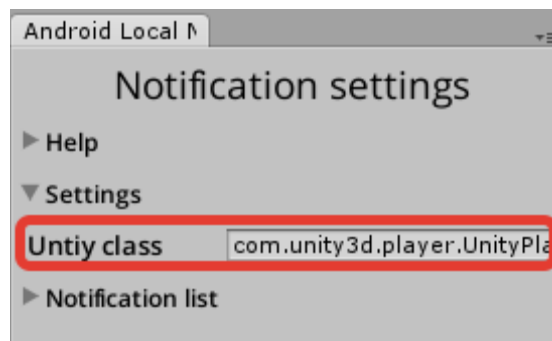 Android Local N
Notification settings
Help
Settings
Untiy class com.unity3d.player.UnityPla
Notification list